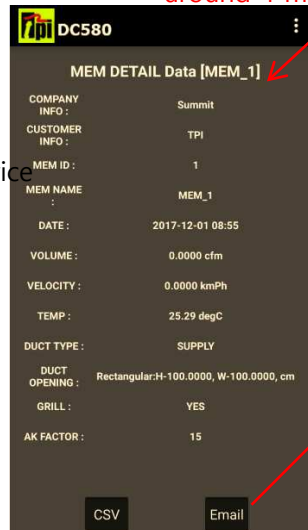 tpi DC580
MEM DETAIL Data [MEM_1]
COMPANY INFO : Summit
CUSTOMER INFO : TPI
MEM ID : 1
MEM NAME : MEM_1
DATE : 2017-12-01 08:55
VOLUME : 0.0000 cfm
VELOCITY : 0.0000 kmPh
TEMP : 25.29 degC
DUCT TYPE : SUPPLY
DUCT OPENING : Rectangular:H-100.0000, W-100.0000, cm
GRILL : YES
AK FACTOR : 15
CSV Email